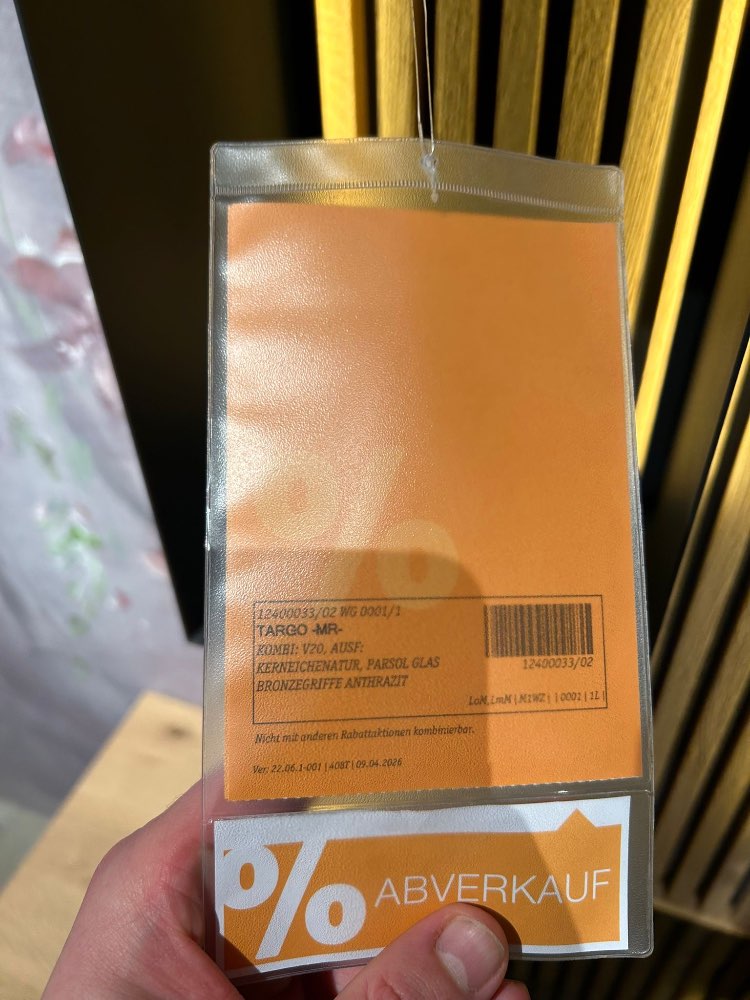 %
12400033/02 WG 0001/1
TARGO -MR-
KOMBI: V20, AUSF:
KERNEICHENATUR, PARSOL GLAS
BRONZEGRIFFE ANTHRAZIT
12400033/02
LoM,LmM | M1WZ | | 0001 | 1L |
Nicht mit anderen Rabattaktionen kombinierbar.
Ver: 22.06.1-001 | 408T | 09.04.2026
% ABVERKAUF